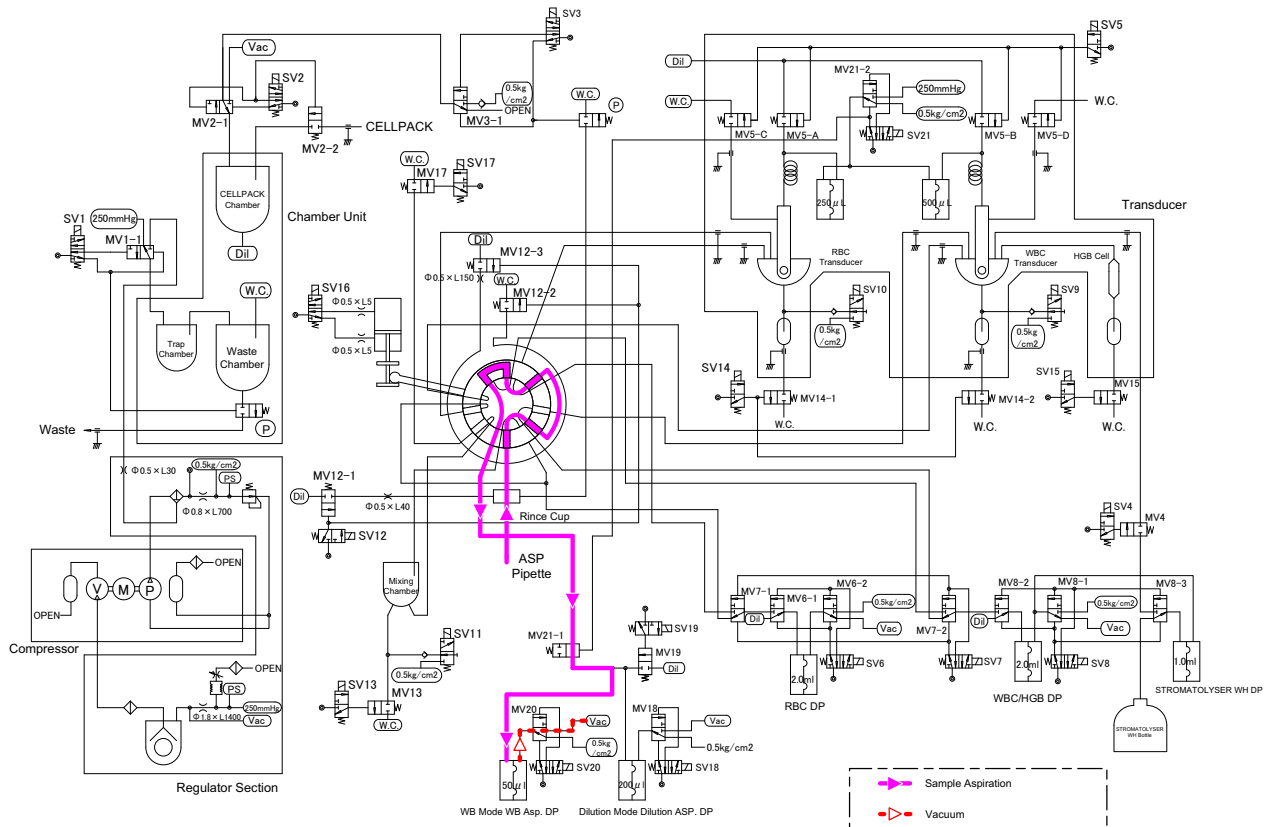 SV3
SV5
Vac
SV2
MV2-1
MV2-2
CELLPACK
0.5kg
/cm2
OPEN
MV3-1
W.C.
P
Dil
MV21-2
250mmHg
0.5kg/cm2
SV21
W.C.
W.C.
MV5-C
MV5-A
MV5-B
MV5-D
CELLPACK
Chamber
Dil
Chamber Unit
W.C.
MV17
SV17
250μL
500μL
Transducer
SV1
250mmHg
MV1-1
Dil
MV12-3
Φ0.5×L150
W.C.
MV12-2
RBC
Transducer
WBC
Transducer
HGB Cell
SV16
Φ0.5×L5
Φ0.5×L5
SV10
0.5kg
/cm2
SV9
0.5kg
/cm2
W.C.
Trap
Chamber
Waste
Chamber
P
Waste
SV14
MV14-1
W.C.
MV14-2
W.C.
SV15
MV15
W.C.
Φ0.5×L30
0.5kg/cm2
PS
Φ0.8×L700
MV12-1
Dil
Φ0.5×L40
SV12
Rince Cup
ASP
Pipette
SV4
MV4
OPEN
V
M
P
OPEN
Compressor
Mixing
Chamber
SV11
0.5kg/cm2
SV13
MV13
W.C.
MV21-1
SV19
MV19
Dil
MV7-1
MV6-1
MV6-2
Dil
0.5kg/cm2
Vac
SV6
2.0ml
RBC DP
MV7-2
SV7
MV8-2
MV8-1
MV8-3
Dil
0.5kg/cm2
Vac
SV8
2.0ml
WBC/HGB DP
1.0ml
STROMATOLYSER WH DP
STROMATOLYSER
WH Bottle
OPEN
PS
250mmHg
Vac
Φ1.8×L1400
Regulator Section
MV20
Vac
0.5kg
/cm2
SV20
50μl
WB Mode WB Asp. DP
MV18
Vac
0.5kg/cm2
SV18
200μl
Dilution Mode Dilution ASP. DP
Sample Aspiration
Vacuum